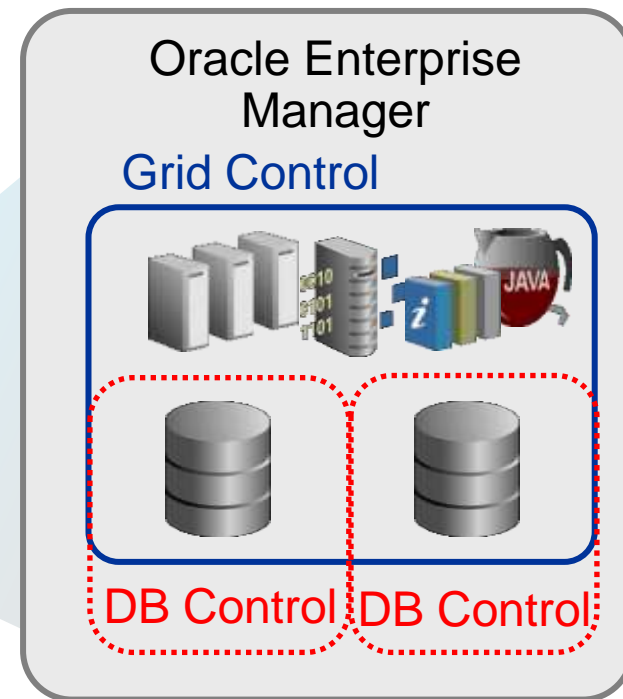 Oracle Enterprise
Manager
Grid Control
JAVA
i
DB Control
DB Control